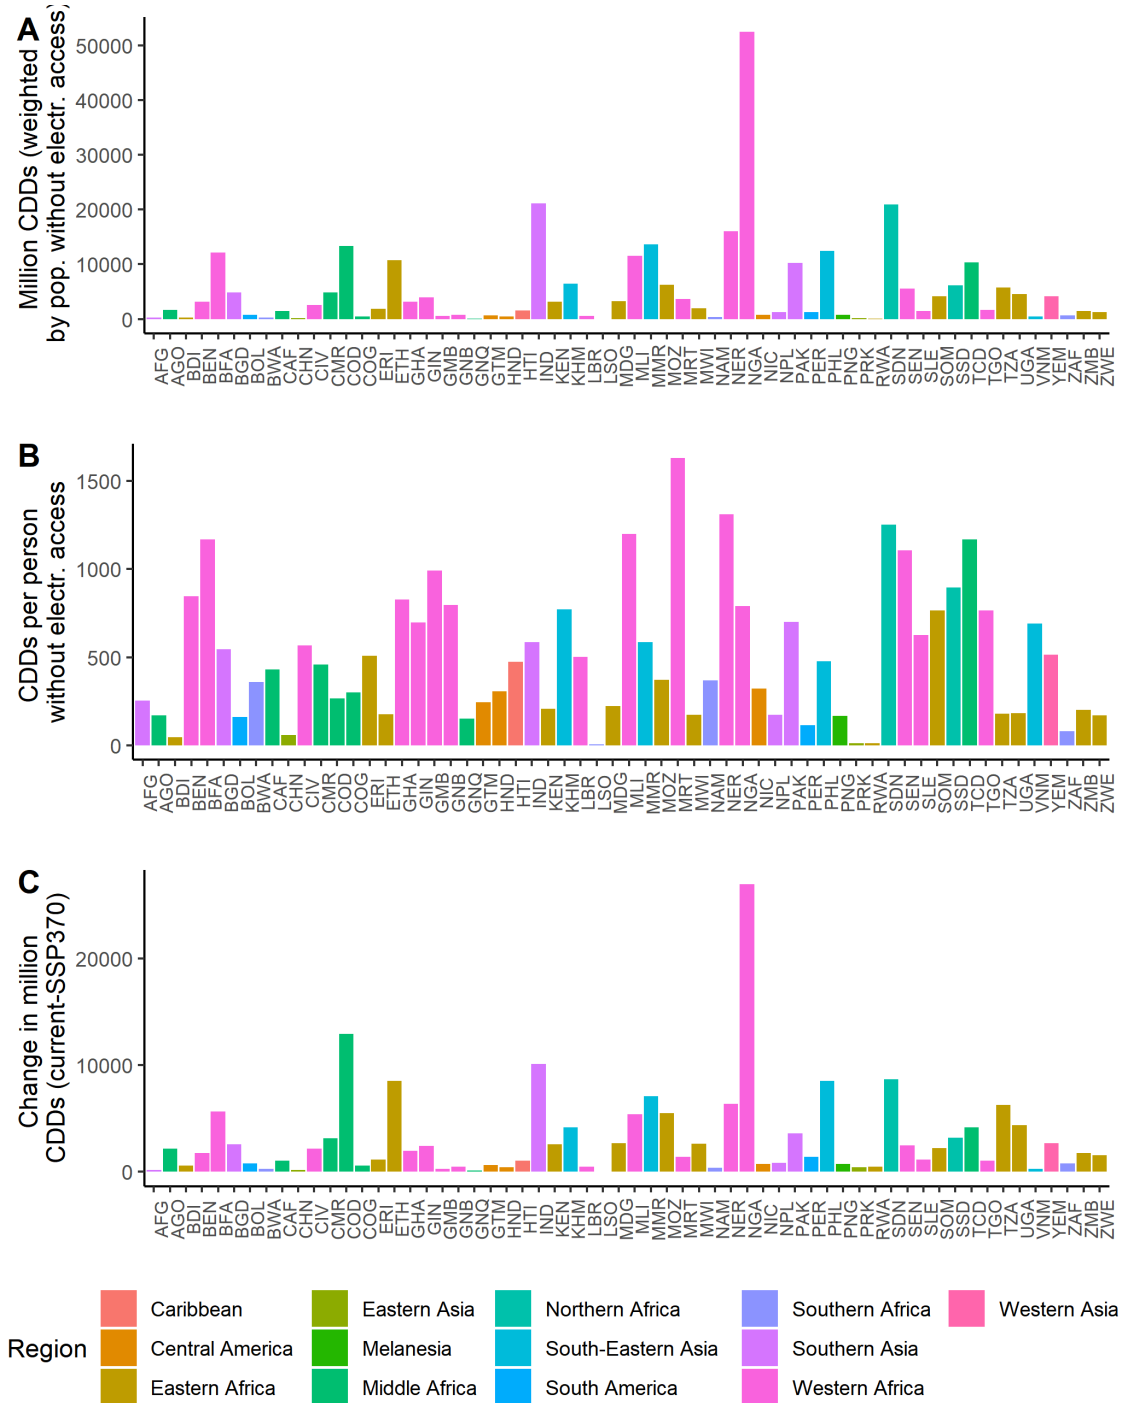 A
Million CDDs (weighted
by pop. without electr. access)
50000
40000
30000
20000
10000
0
AFG AGO BDI BEN BFA BGD BOL BWA CAF CHN CIV CMR COD COG ERI ETH GHA GIN GMB GNB GNQ GTM HND HTI IND KEN KHM LBR LSO MDG MLI MMR MOZ MRT MWI NAM NER NGA NIC NPL PAK PER PHL PNG PRK RWA SDN SEN SLE SOM SSD TCD TGO TZA UGA VNM YEM ZAF ZMB ZWE
B
CDDs per person
without electr. access
1500
1000
500
0
AFG AGO BDI BEN BFA BGD BOL BWA CAF CHN CIV CMR COD COG ERI ETH GHA GIN GMB GNB GNQ GTM HND HTI IND KEN KHM LBR LSO MDG MLI MMR MOZ MRT MWI NAM NER NGA NIC NPL PAK PER PHL PNG PRK RWA SDN SEN SLE SOM SSD TCD TGO TZA UGA VNM YEM ZAF ZMB ZWE
C
Change in million
CDDs (current-SSP370)
20000
10000
0
AFG AGO BDI BEN BFA BGD BOL BWA CAF CHN CIV CMR COD COG ERI ETH GHA GIN GMB GNB GNQ GTM HND HTI IND KEN KHM LBR LSO MDG MLI MMR MOZ MRT MWI NAM NER NGA NIC NPL PAK PER PHL PNG PRK RWA SDN SEN SLE SOM SSD TCD TGO TZA UGA VNM YEM ZAF ZMB ZWE
Region
Caribbean
Central America
Eastern Africa
Eastern Asia
Melanesia
Middle Africa
Northern Africa
South-Eastern Asia
South America
Southern Africa
Southern Asia
Western Africa
Western Asia